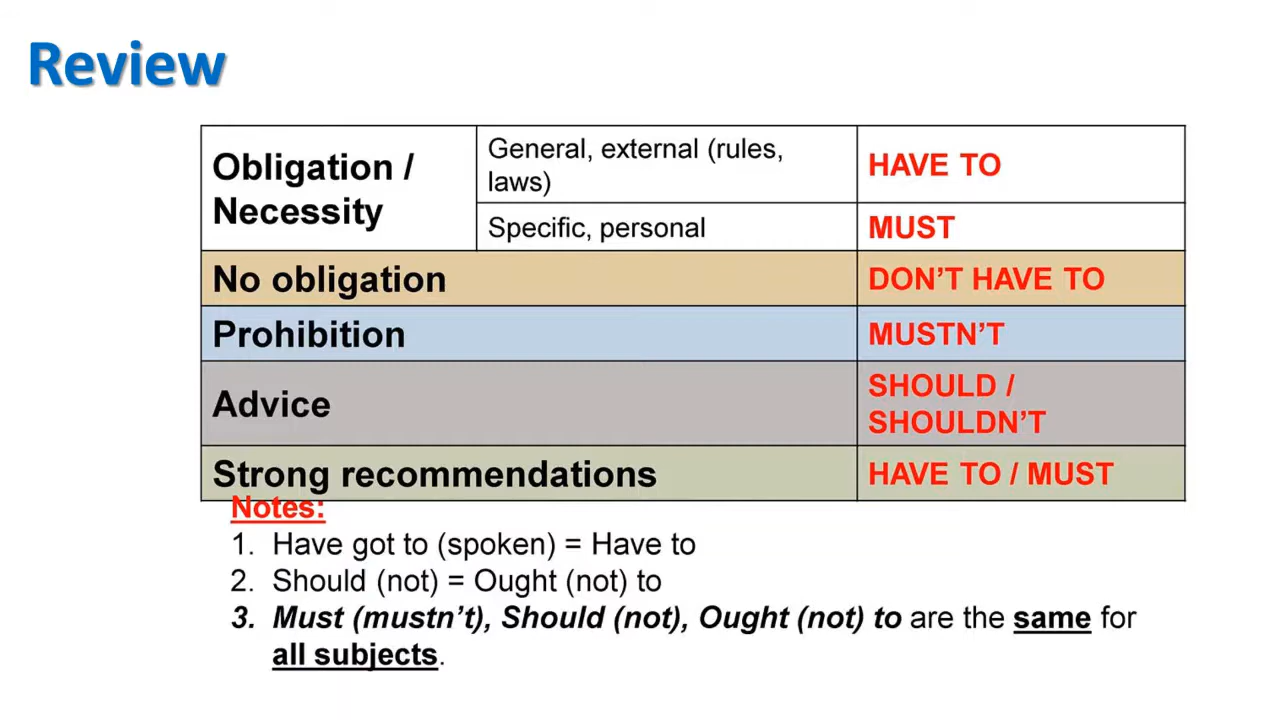 Review
Obligation /
Necessity
General, external (rules,
laws)
HAVE TO
Specific, personal
MUST
No obligation
DON’T HAVE TO
Prohibition
MUSTN’T
Advice
SHOULD /
SHOULDN’T
Strong recommendations
HAVE TO / MUST
Notes:
1. Have got to (spoken) = Have to
2. Should (not) = Ought (not) to
3. Must (mustn’t), Should (not), Ought (not) to are the same for
all subjects.